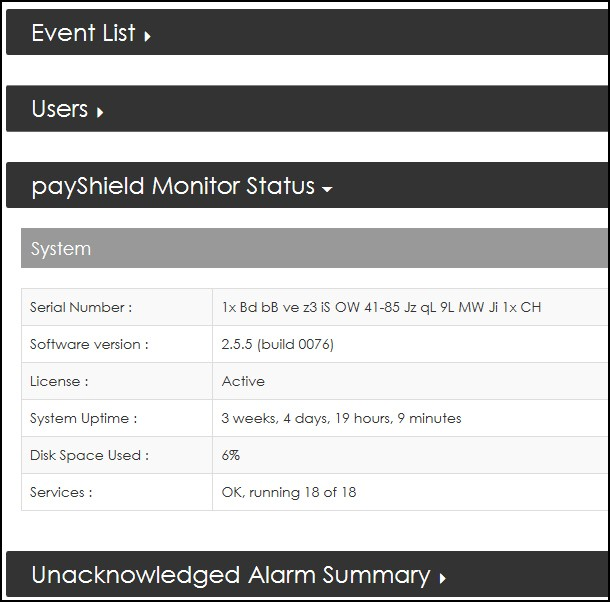 Event List
Users
payShield Monitor Status
System
Serial Number : 1x Bd bB ve z3 iS OW 41-85 Jz qL 9L MW Ji 1x CH
Software version : 2.5.5 (build 0076)
License : Active
System Uptime : 3 weeks, 4 days, 19 hours, 9 minutes
Disk Space Used : 6%
Services : OK, running 18 of 18
Unacknowledged Alarm Summary